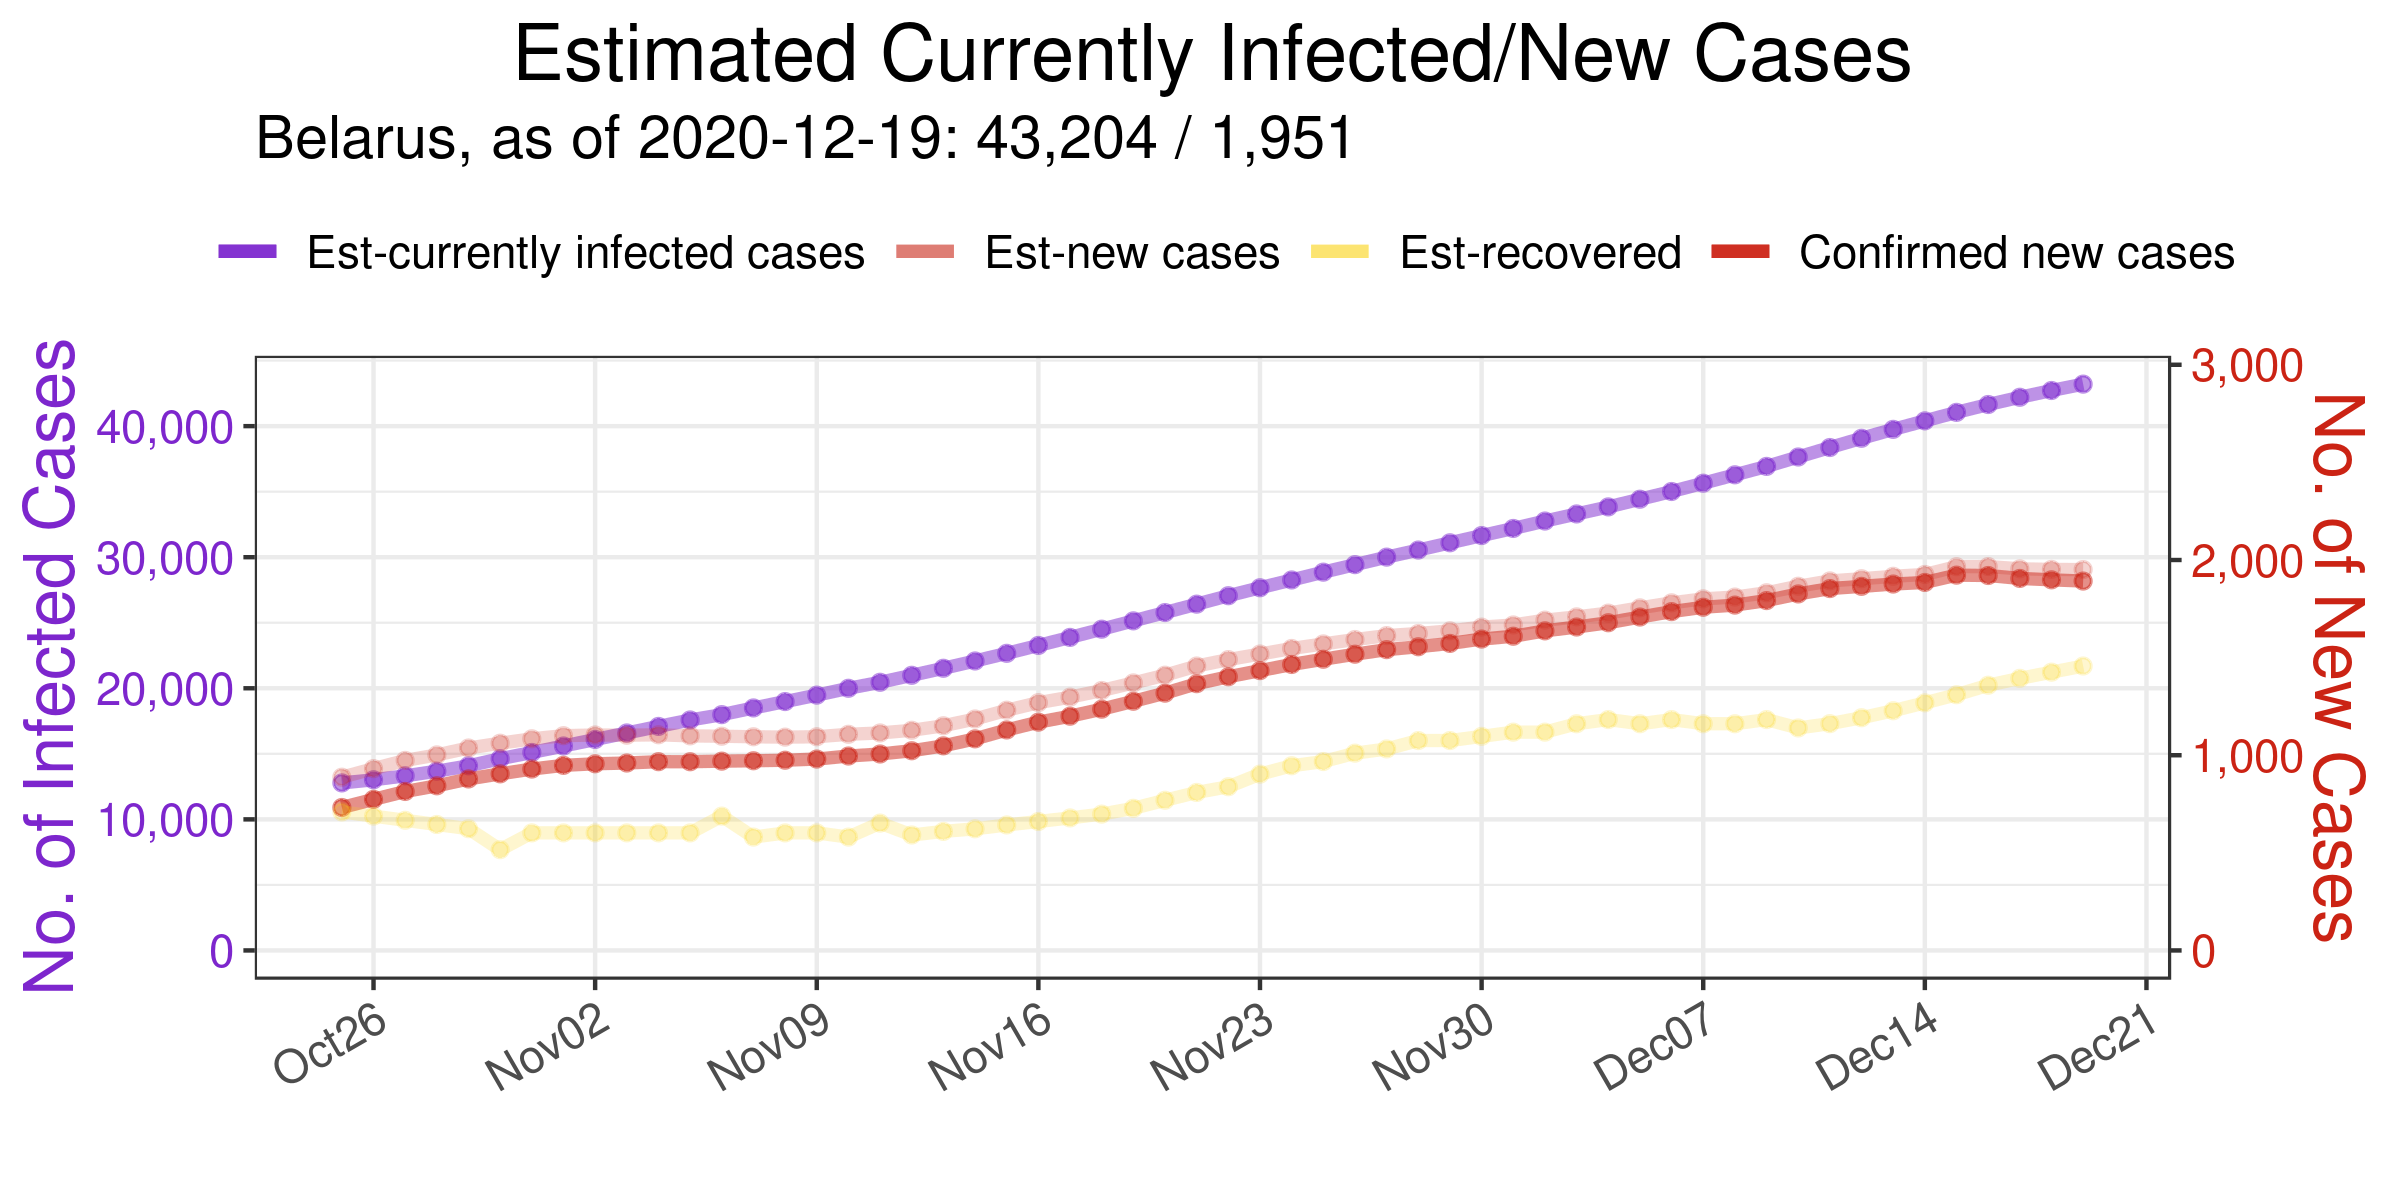 Estimated Currently Infected/New Cases
Belarus, as of 2020-12-19: 43,204 / 1,951
Est-currently infected cases Est-new cases Est-recovered Confirmed new cases
No. of Infected Cases
40,000
30,000
20,000
10,000
0
3,000
2,000
1,000
0
No. of New Cases
Oct26 Nov02 Nov09 Nov16 Nov23 Nov30 Dec07 Dec14 Dec21